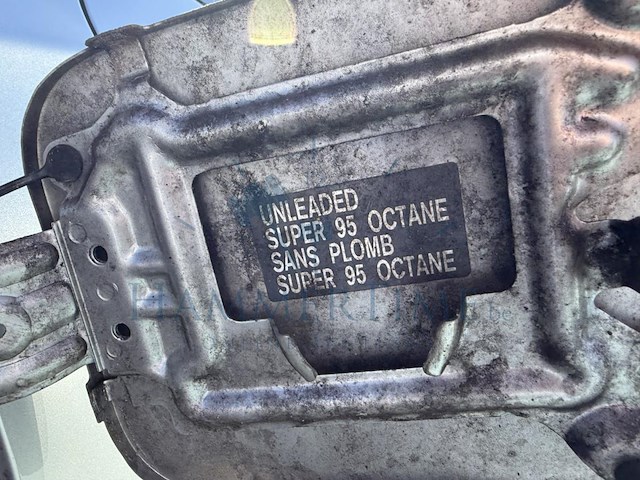 UNLEADED
SUPER 95 OCTANE
SANS PLOMB
SUPER 95 OCTANE